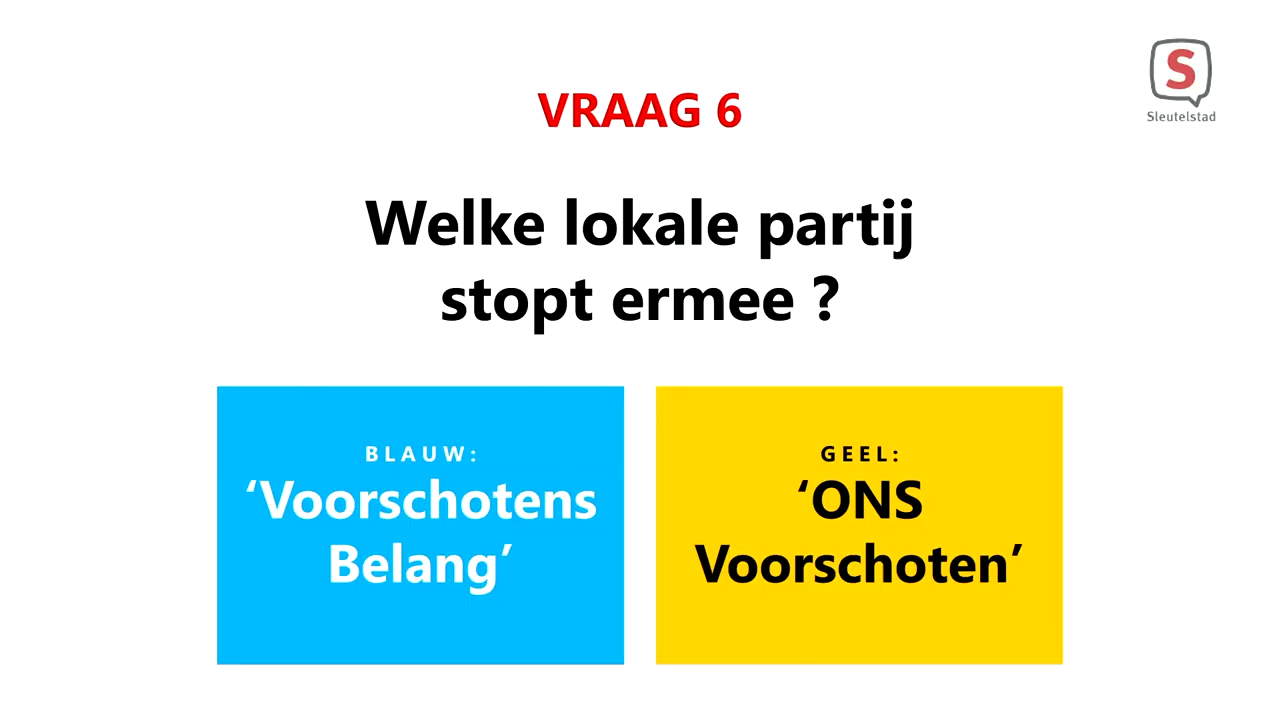 Sleutelstad
VRAAG 6
Welke lokale partij
stopt ermee ?
BLAUW:
‘Voorschotens
Belang’
GEEL:
‘ONS
Voorschoten’